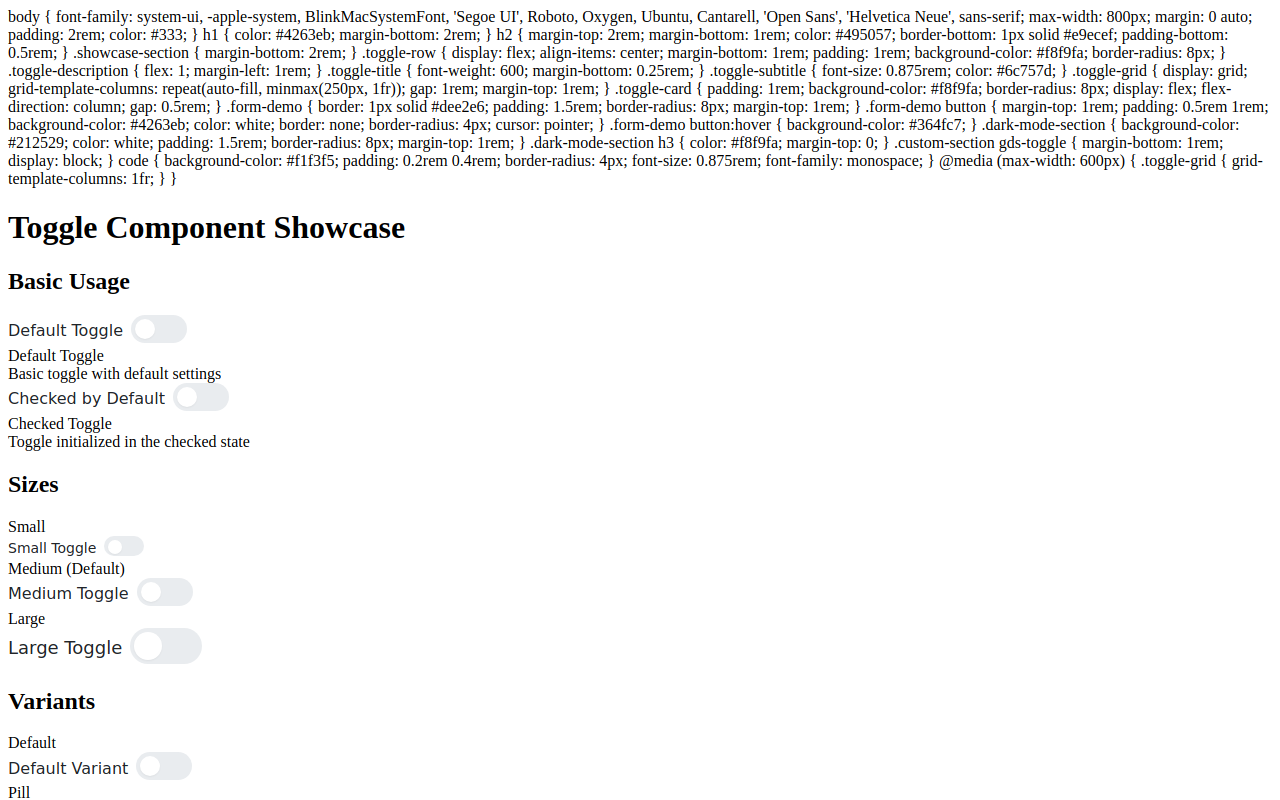 body { font-family: system-ui, -apple-system, BlinkMacSystemFont, 'Segoe UI', Roboto, Oxygen, Ubuntu, Cantarell, 'Open Sans', 'Helvetica Neue', sans-serif; max-width: 800px; margin: 0 auto;
padding: 2rem; color: #333; } h1 { color: #4263eb; margin-bottom: 2rem; } h2 { margin-top: 2rem; margin-bottom: 1rem; color: #495057; border-bottom: 1px solid #e9ecef; padding-bottom:
0.5rem; } .showcase-section { margin-bottom: 2rem; } .toggle-row { display: flex; align-items: center; margin-bottom: 1rem; padding: 1rem; background-color: #f8f9fa; border-radius: 8px; }
.toggle-description { flex: 1; margin-left: 1rem; } .toggle-title { font-weight: 600; margin-bottom: 0.25rem; } .toggle-subtitle { font-size: 0.875rem; color: #6c757d; } .toggle-grid { display: grid;
grid-template-columns: repeat(auto-fill, minmax(250px, 1fr)); gap: 1rem; margin-top: 1rem; } .toggle-card { padding: 1rem; background-color: #f8f9fa; border-radius: 8px; display: flex; flex-
direction: column; gap: 0.5rem; } .form-demo { border: 1px solid #dee2e6; padding: 1.5rem; border-radius: 8px; margin-top: 1rem; } .form-demo button { margin-top: 1rem; padding: 0.5rem 1rem;
background-color: #4263eb; color: white; border: none; border-radius: 4px; cursor: pointer; } .form-demo button:hover { background-color: #364fc7; } .dark-mode-section { background-color:
#212529; color: white; padding: 1.5rem; border-radius: 8px; margin-top: 1rem; } .dark-mode-section h3 { color: #f8f9fa; margin-top: 0; } .custom-section gds-toggle { margin-bottom: 1rem;
display: block; } code { background-color: #f1f3f5; padding: 0.2rem 0.4rem; border-radius: 4px; font-size: 0.875rem; font-family: monospace; } @media (max-width: 600px) { .toggle-grid { grid-
template-columns: 1fr; } }
Toggle Component Showcase
Basic Usage
Default Toggle
Default Toggle
Basic toggle with default settings
Checked by Default
Checked Toggle
Toggle initialized in the checked state
Sizes
Small
Small Toggle
Medium (Default)
Medium Toggle
Large
Large Toggle
Variants
Default
Default Variant
Pill